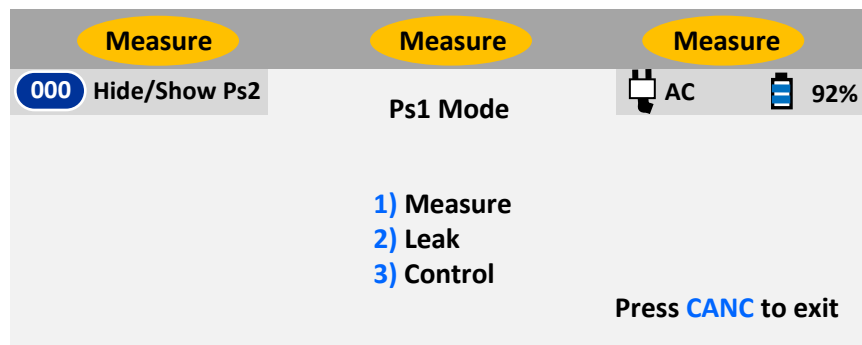 Measure Measure Measure
000 Hide/Show Ps2
AC 92%
Ps1 Mode
1) Measure
2) Leak
3) Control
Press CANC to exit